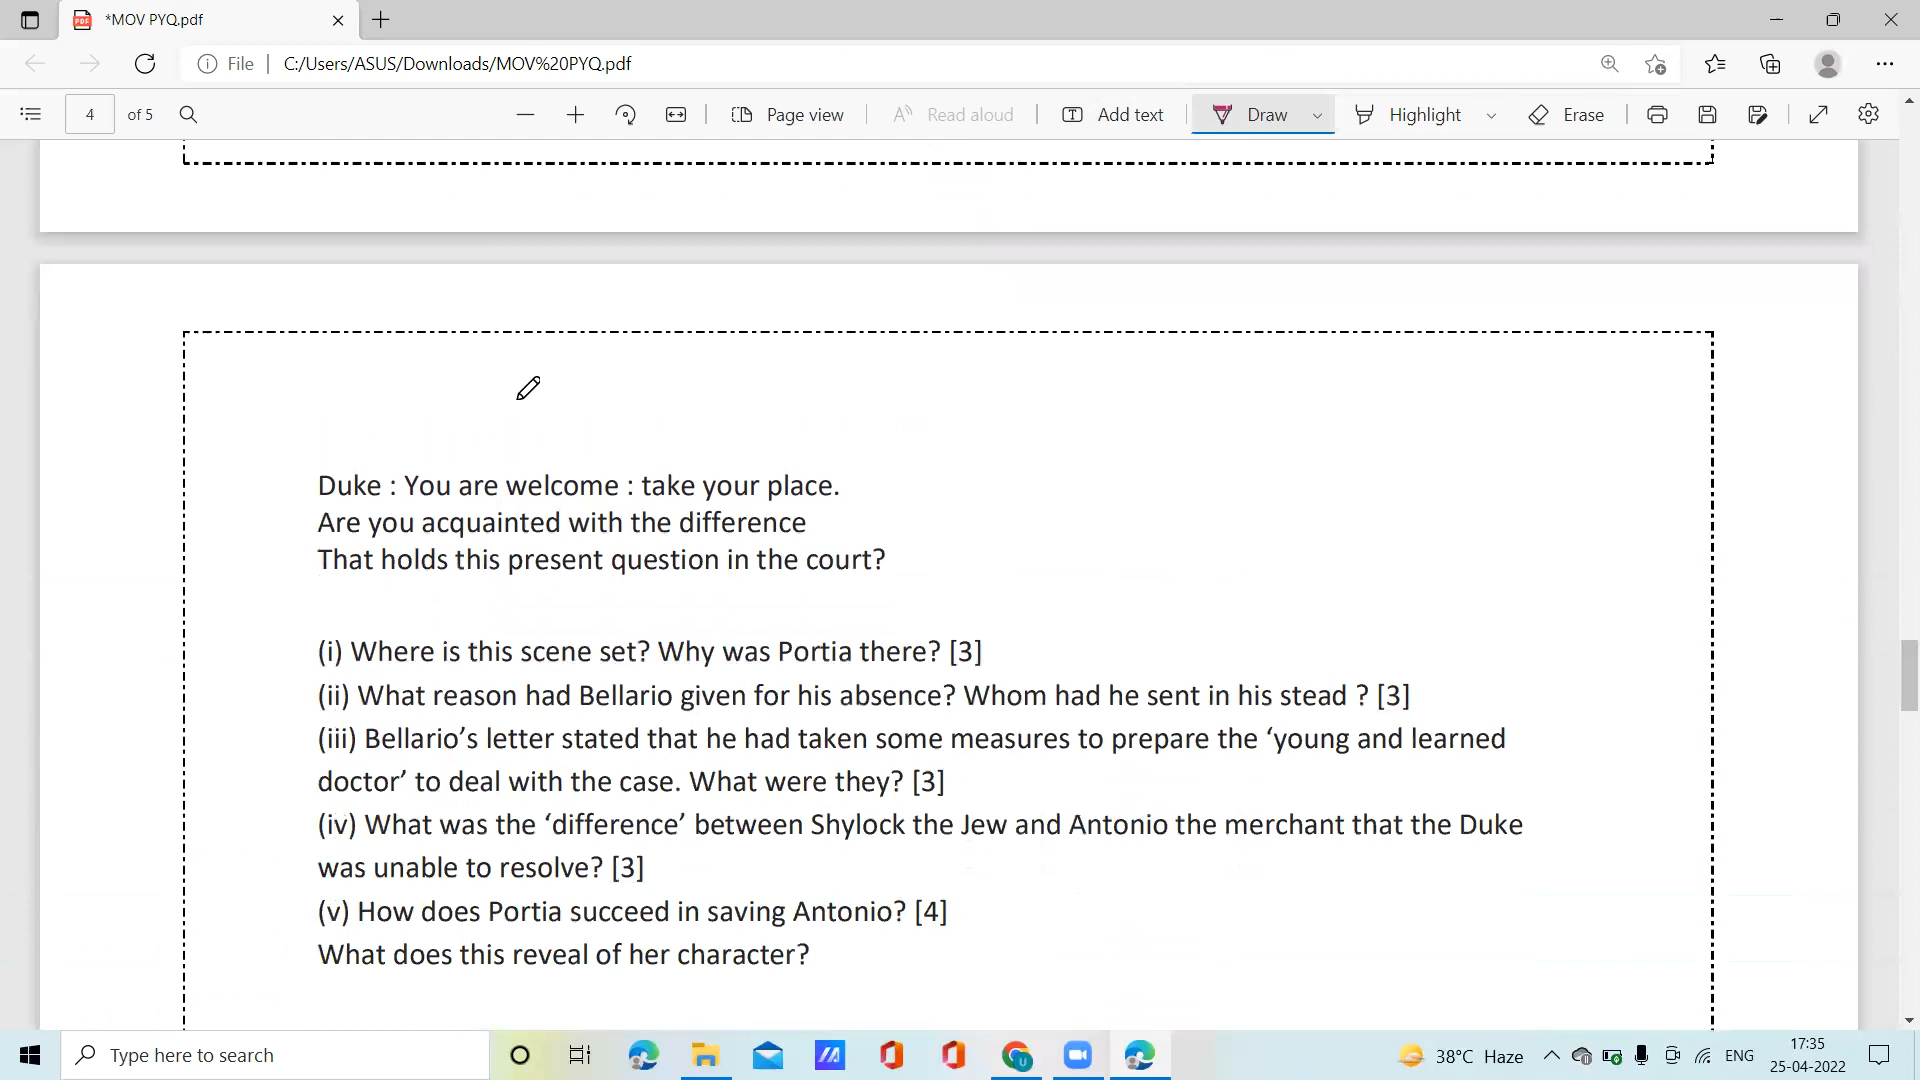 *MOV PYQ.pdf
File
C:/Users/ASUS/Downloads/MOV%20PYQ.pdf
4 of 5
Page view
Read aloud
Add text
Draw
Highlight
Erase
Duke : You are welcome : take your place.
Are you acquainted with the difference
That holds this present question in the court?
(i) Where is this scene set? Why was Portia there? [3]
(ii) What reason had Bellario given for his absence? Whom had he sent in his stead ? [3]
(iii) Bellario’s letter stated that he had taken some measures to prepare the ‘young and learned
doctor’ to deal with the case. What were they? [3]
(iv) What was the ‘difference’ between Shylock the Jew and Antonio the merchant that the Duke
was unable to resolve? [3]
(v) How does Portia succeed in saving Antonio? [4]
What does this reveal of her character?
Type here to search
38°C Haze
ENG
17:35
25-04-2022